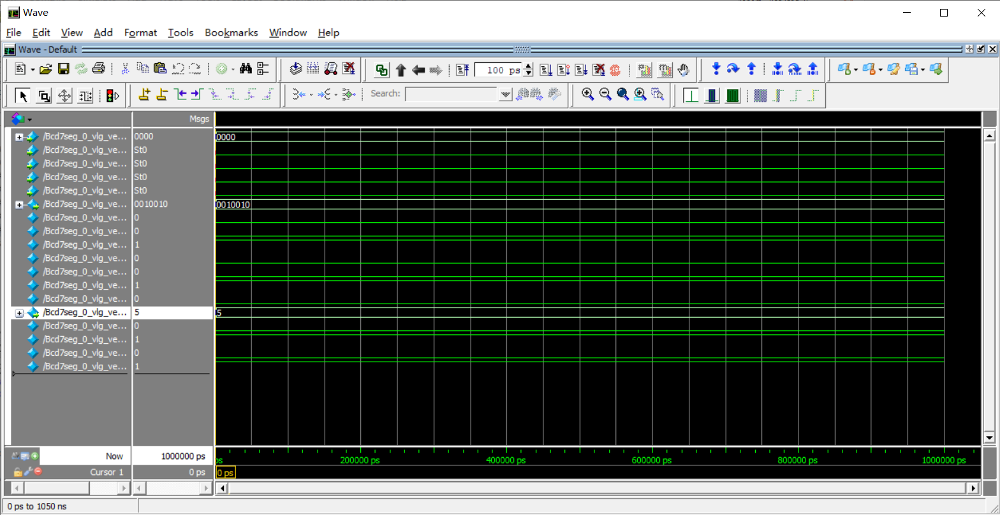 Wave
File Edit View Add Format Tools Bookmarks Window Help
Wave - Default
100 ps
Search:
Msgs
/Bcd7seg_0_vlg_ve... 0000 0000
/Bcd7seg_0_vlg_ve... St0
/Bcd7seg_0_vlg_ve... St0
/Bcd7seg_0_vlg_ve... St0
/Bcd7seg_0_vlg_ve... St0
/Bcd7seg_0_vlg_ve... 0010010 0010010
/Bcd7seg_0_vlg_ve... 0
/Bcd7seg_0_vlg_ve... 0
/Bcd7seg_0_vlg_ve... 1
/Bcd7seg_0_vlg_ve... 0
/Bcd7seg_0_vlg_ve... 0
/Bcd7seg_0_vlg_ve... 1
/Bcd7seg_0_vlg_ve... 0
/Bcd7seg_0_vlg_ve... 5 5
/Bcd7seg_0_vlg_ve... 0
/Bcd7seg_0_vlg_ve... 1
/Bcd7seg_0_vlg_ve... 0
/Bcd7seg_0_vlg_ve... 1
Now 1000000 ps ps 200000 ps 400000 ps 600000 ps 800000 ps 1000000 ps
Cursor 1 0 ps 0 ps
0 ps to 1050 ns